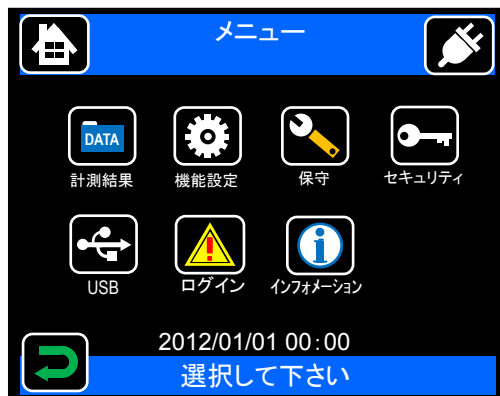 メニュー
DATA
計測結果 機能設定 保守 セキュリティ
USB ログイン インフォメーション
2012/01/01 00:00
選択して下さい